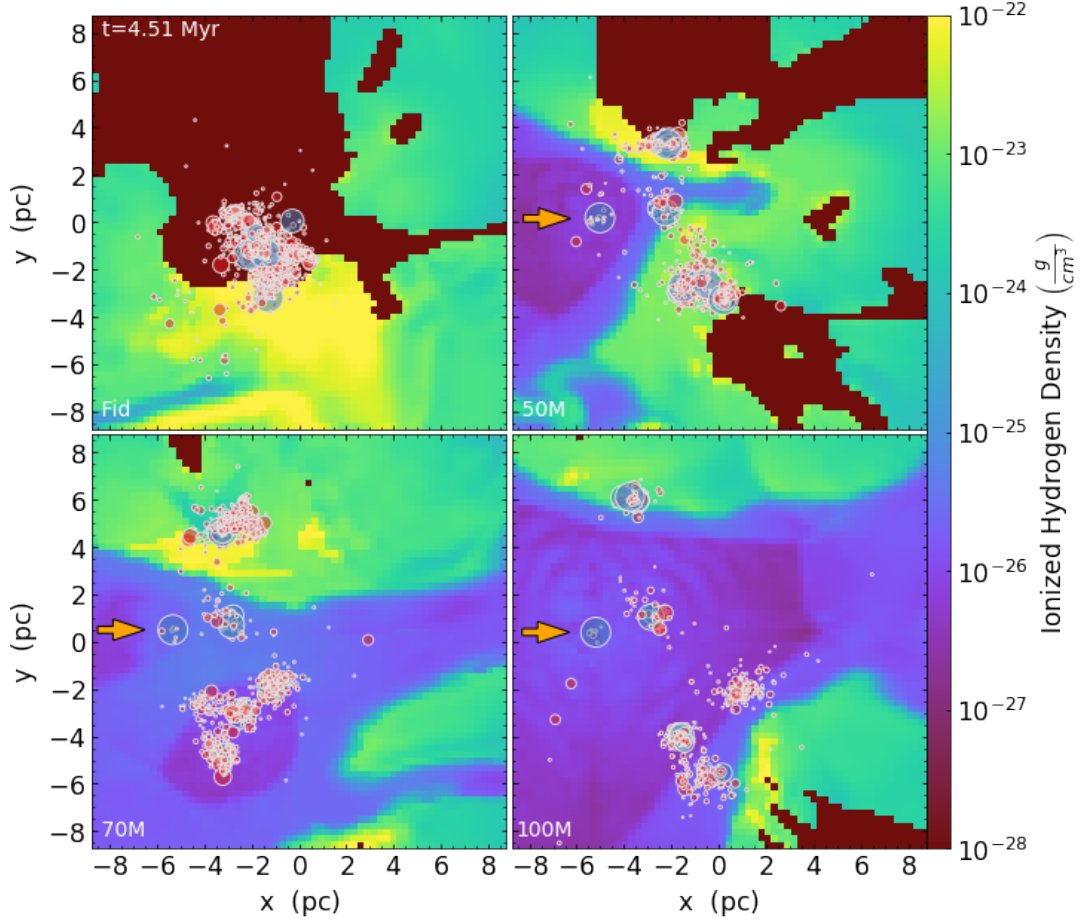 t=4.51 Myr
Fid
50M
70M
100M
8
6
4
2
0
−2
−4
−6
−8
y (pc)
8
6
4
2
0
−2
−4
−6
−8
y (pc)
−8 −6 −4 −2 0 2 4 6 8
x (pc)
−8 −6 −4 −2 0 2 4 6 8
x (pc)
10^−22
10^−23
10^−24
10^−25
10^−26
10^−27
10^−28
Ionized Hydrogen Density (g/cm^3)